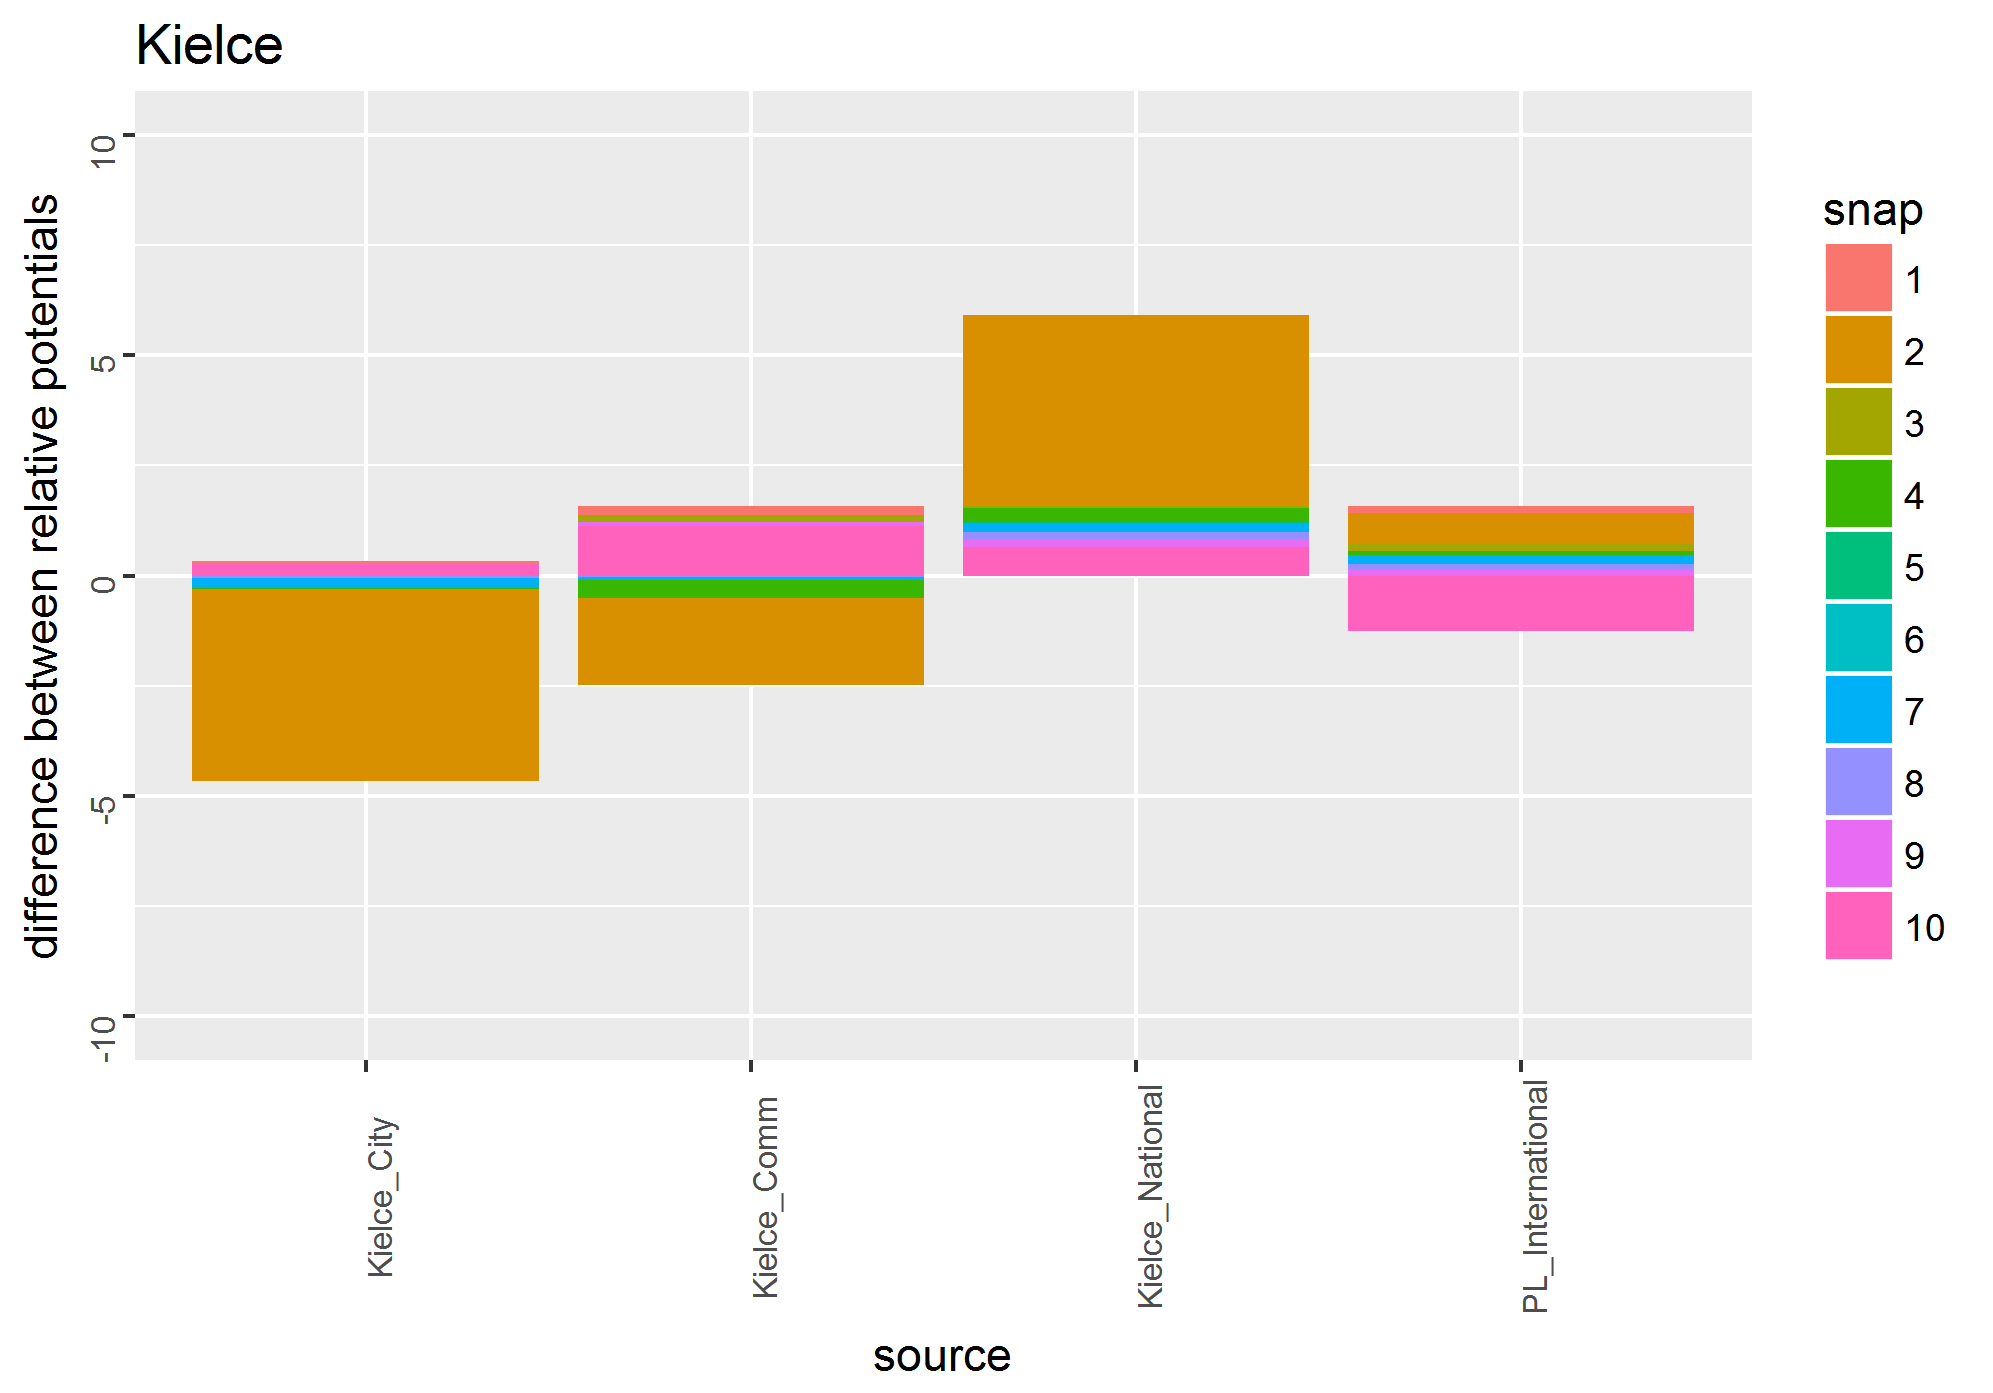 Kielce
difference between relative potentials
10
5
0
-5
-10
Kielce_City
Kielce_Comm
Kielce_National
PL_International
source
snap
1
2
3
4
5
6
7
8
9
10